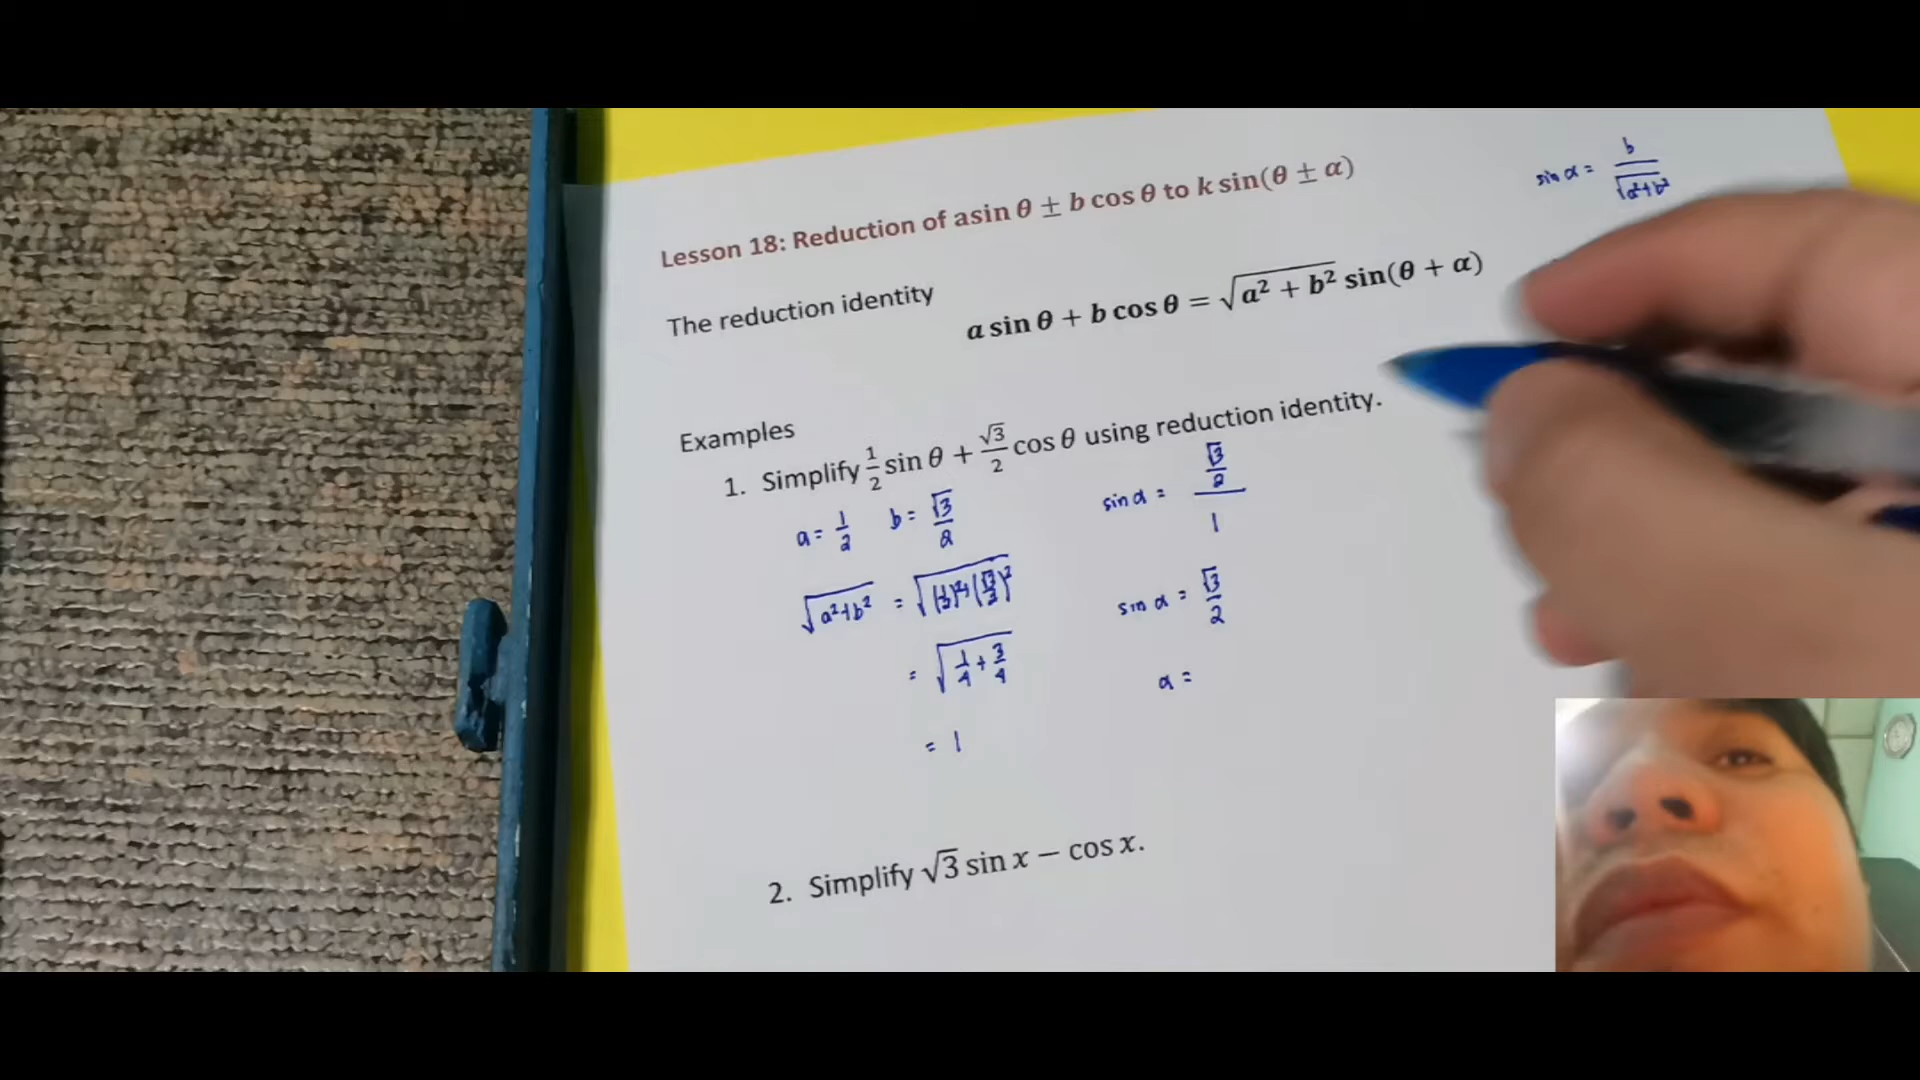 Lesson 18: Reduction of asin θ ± b cos θ to k sin(θ ± α)
sin α = b / √a²+b²
The reduction identity
a sin θ + b cos θ = √a² + b² sin(θ + α)
Examples
1. Simplify 1/2 sin θ + √3/2 cos θ using reduction identity.
a = 1/2 b = √3/2
sin α = √3/2 / 1
√a²+b² = √(1/2)²+(√3/2)²
sin α = √3/2
= √1/4 + 3/4
α =
= 1
2. Simplify √3 sin x − cos x.